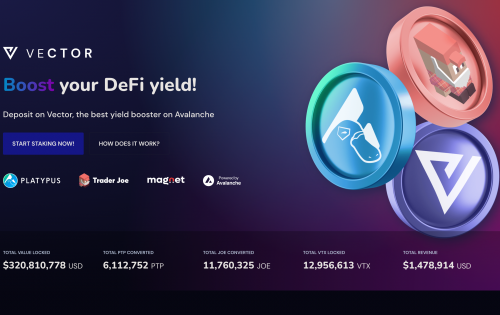 VECTOR
Boost your DeFi yield!
Deposit on Vector, the best yield booster on Avalanche
START STAKING NOW!
HOW DOES IT WORK?
PLATYPUS
Trader Joe
magnet
Powered by
Avalanche
TOTAL VALUE LOCKED
$320,810,778 USD
TOTAL PTP CONVERTED
6,112,752 PTP
TOTAL JOE CONVERTED
11,760,325 JOE
TOTAL VTX LOCKED
12,956,613 VTX
TOTAL REVENUE
$1,478,914 USD